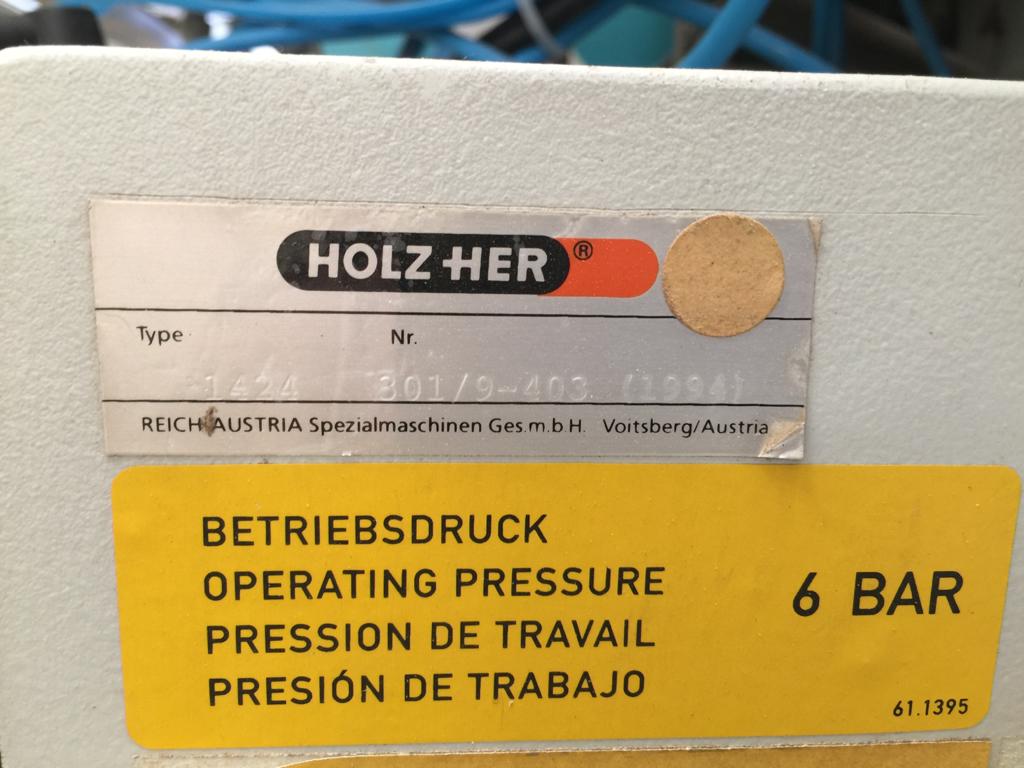 HOLZ-HER®
Type Nr.
1424 301/9-403 (1994)
REICH AUSTRIA Spezialmaschinen Ges.m.b H. Voitsberg/Austria
BETRIEBSDRUCK
OPERATING PRESSURE
PRESSION DE TRAVAIL
PRESIÓN DE TRABAJO
6 BAR
61.1395